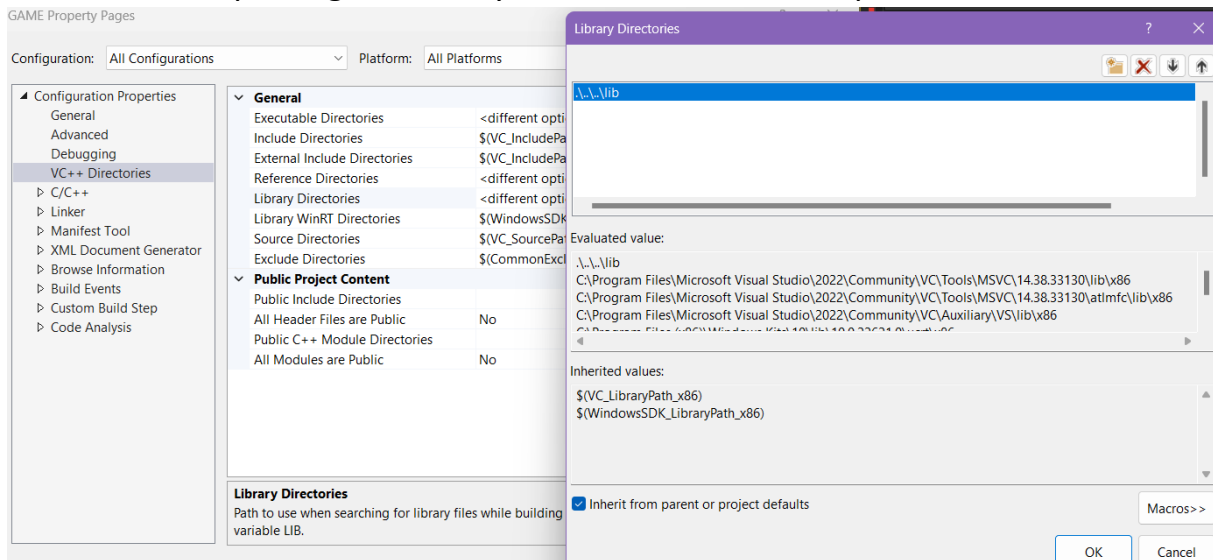 GAME Property Pages
Configuration: All Configurations Platform: All Platforms
Configuration Properties
General
Advanced
Debugging
VC++ Directories
C/C++
Linker
Manifest Tool
XML Document Generator
Browse Information
Build Events
Custom Build Step
Code Analysis
General
Executable Directories <different opti
Include Directories $(VC_IncludePa
External Include Directories $(VC_IncludePa
Reference Directories <different opti
Library Directories <different opti
Library WinRT Directories $(WindowsSDK
Source Directories $(VC_SourcePat
Exclude Directories $(CommonExcl
Public Project Content
Public Include Directories
All Header Files are Public No
Public C++ Module Directories
All Modules are Public No
Library Directories
Path to use when searching for library files while building
variable LIB.
Library Directories ? ×
.\..\..\lib
Evaluated value:
.\..\..\lib
C:\Program Files\Microsoft Visual Studio\2022\Community\VC\Tools\MSVC\14.38.33130\lib\x86
C:\Program Files\Microsoft Visual Studio\2022\Community\VC\Tools\MSVC\14.38.33130\atlmfc\lib\x86
C:\Program Files\Microsoft Visual Studio\2022\Community\VC\Auxiliary\VS\lib\x86
Inherited values:
$(VC_LibraryPath_x86)
$(WindowsSDK_LibraryPath_x86)
Inherit from parent or project defaults
Macros>>
OK Cancel